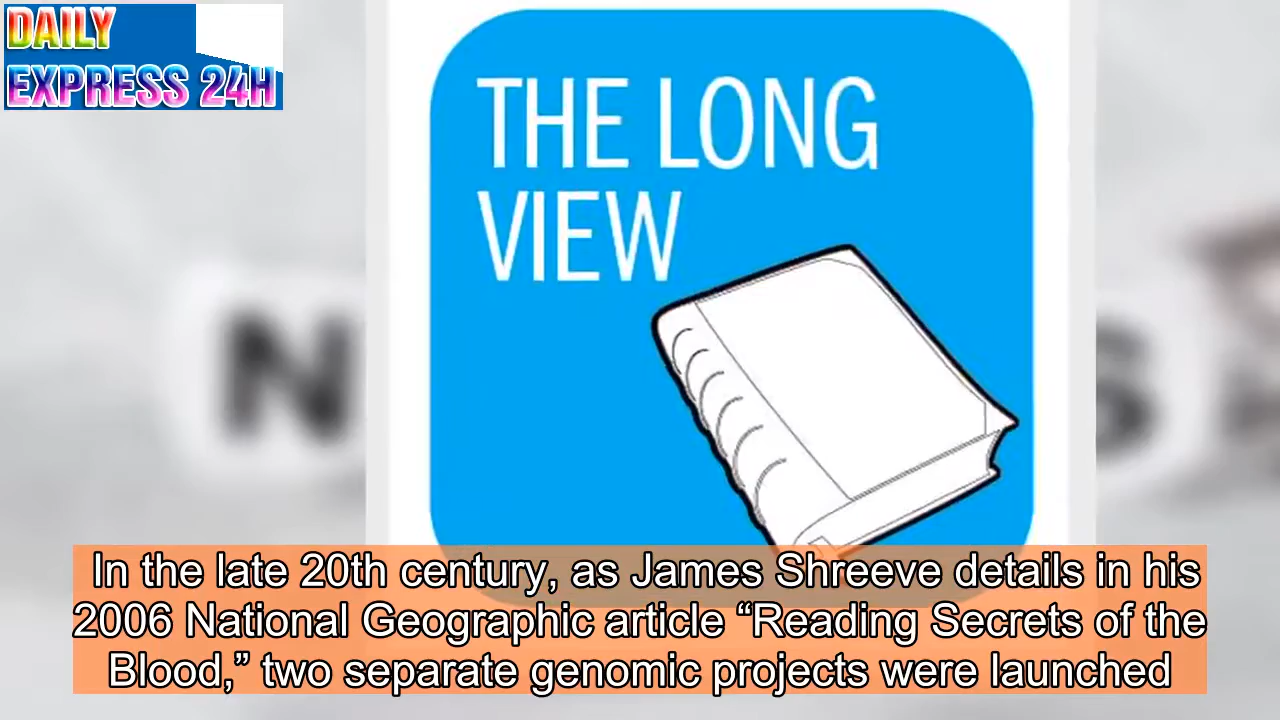 DAILY
EXPRESS 24H
THE LONG
VIEW
N
S
In the late 20th century, as James Shreeve details in his
2006 National Geographic article “Reading Secrets of the
Blood,” two separate genomic projects were launched